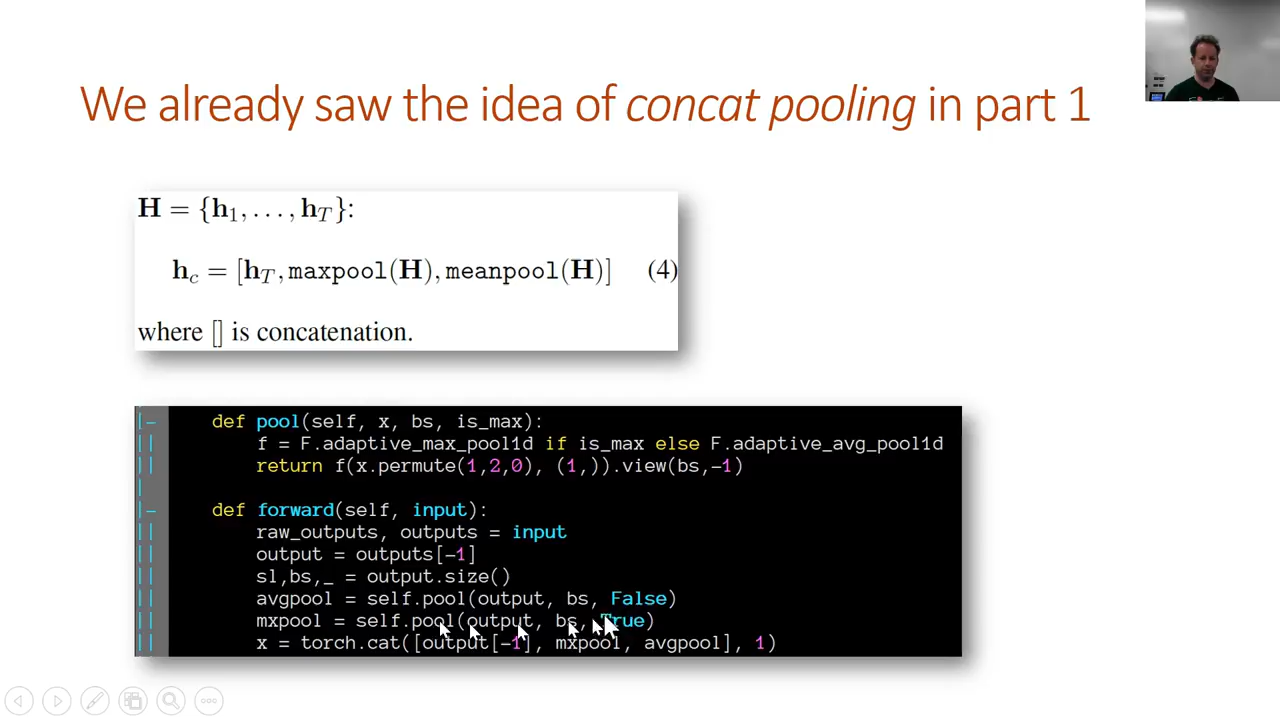 We already saw the idea of concat pooling in part 1
H = {h₁, . . . , h_T}:
h_c = [h_T, maxpool(H), meanpool(H)] (4)
where [] is concatenation.
def pool(self, x, bs, is_max):
f = F.adaptive_max_pool1d if is_max else F.adaptive_avg_pool1d
return f(x.permute(1,2,0), (1,)).view(bs,-1)
def forward(self, input):
raw_outputs, outputs = input
output = outputs[-1]
sl,bs,_ = output.size()
avgpool = self.pool(output, bs, False)
mxpool = self.pool(output, bs, True)
x = torch.cat([output[-1], mxpool, avgpool], 1)